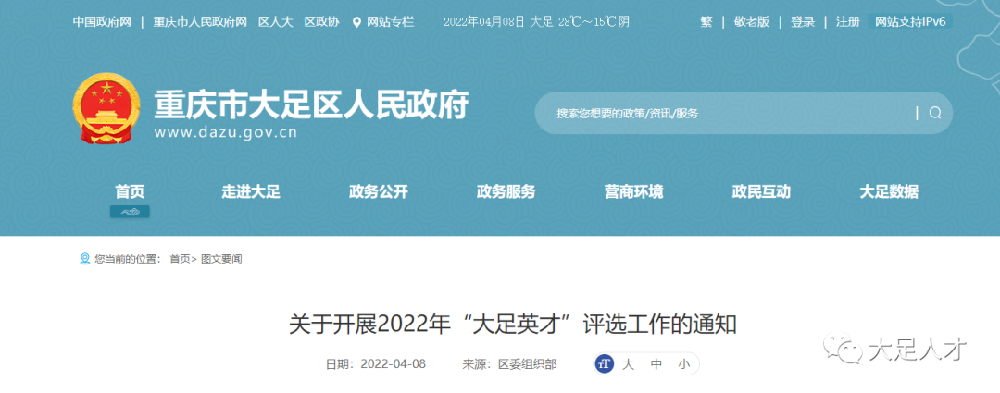 中国政府网 | 重庆市人民政府网 区人大 区政协 网站专栏 2022年04月08日 大足 28℃～15℃ 阴 繁 | 敬老版 | 登录 | 注册 网站支持IPv6
重庆市大足区人民政府
www.dazu.gov.cn
搜索您想要的政策/资讯/服务 |
首页 走进大足 政务公开 政务服务 营商环境 政民互动 大足数据
您当前的位置： 首页> 图文要闻
关于开展2022年“大足英才”评选工作的通知
日期：2022-04-08 来源：区委组织部 TT 大 中 小
大足人才